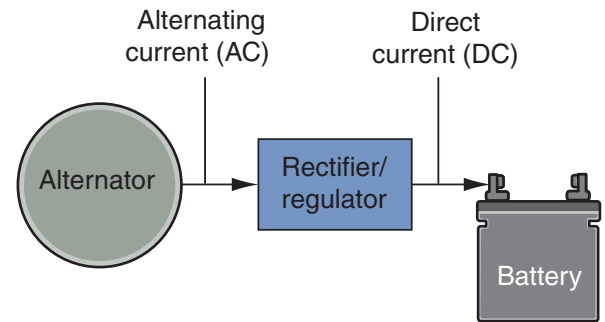 Alternating
current (AC)
Direct
current (DC)
Alternator
Rectifier/
regulator
Battery